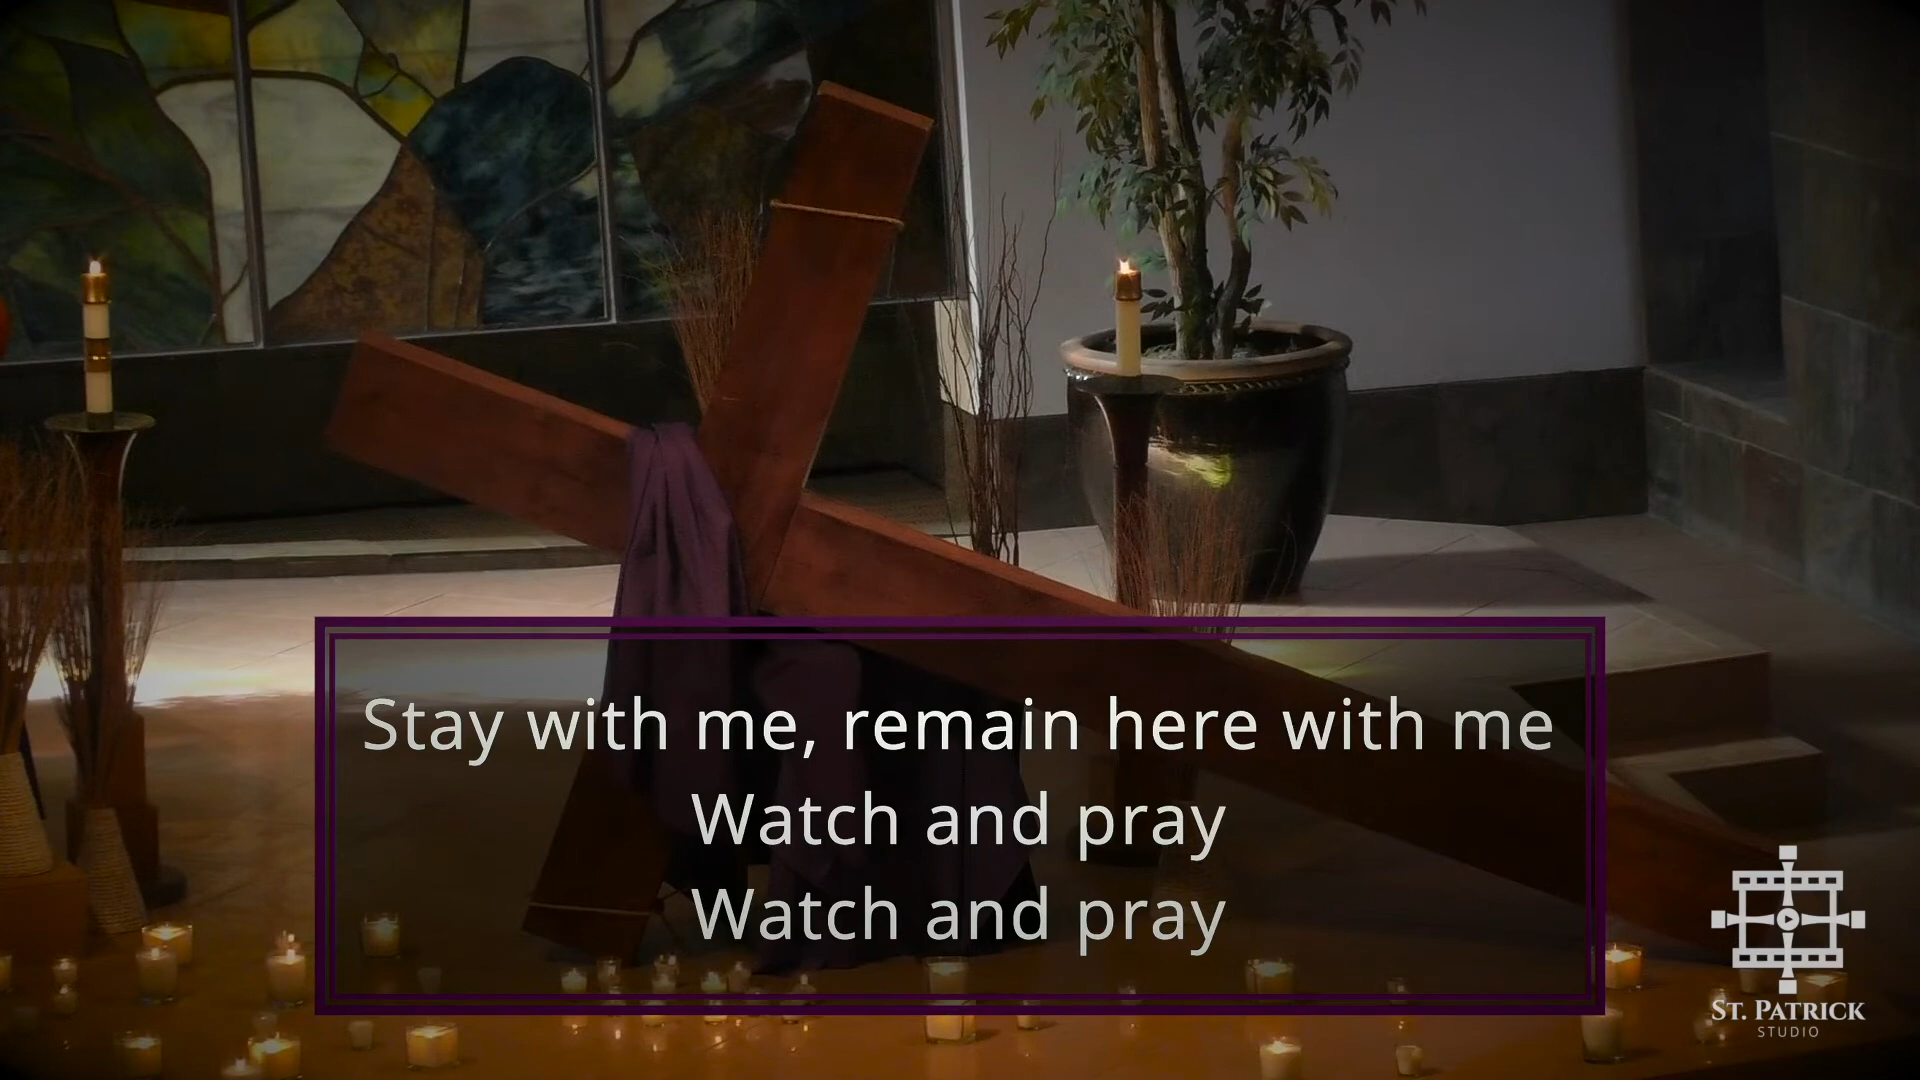 Stay with me, remain here with me
Watch and pray
Watch and pray
St. Patrick
STUDIO